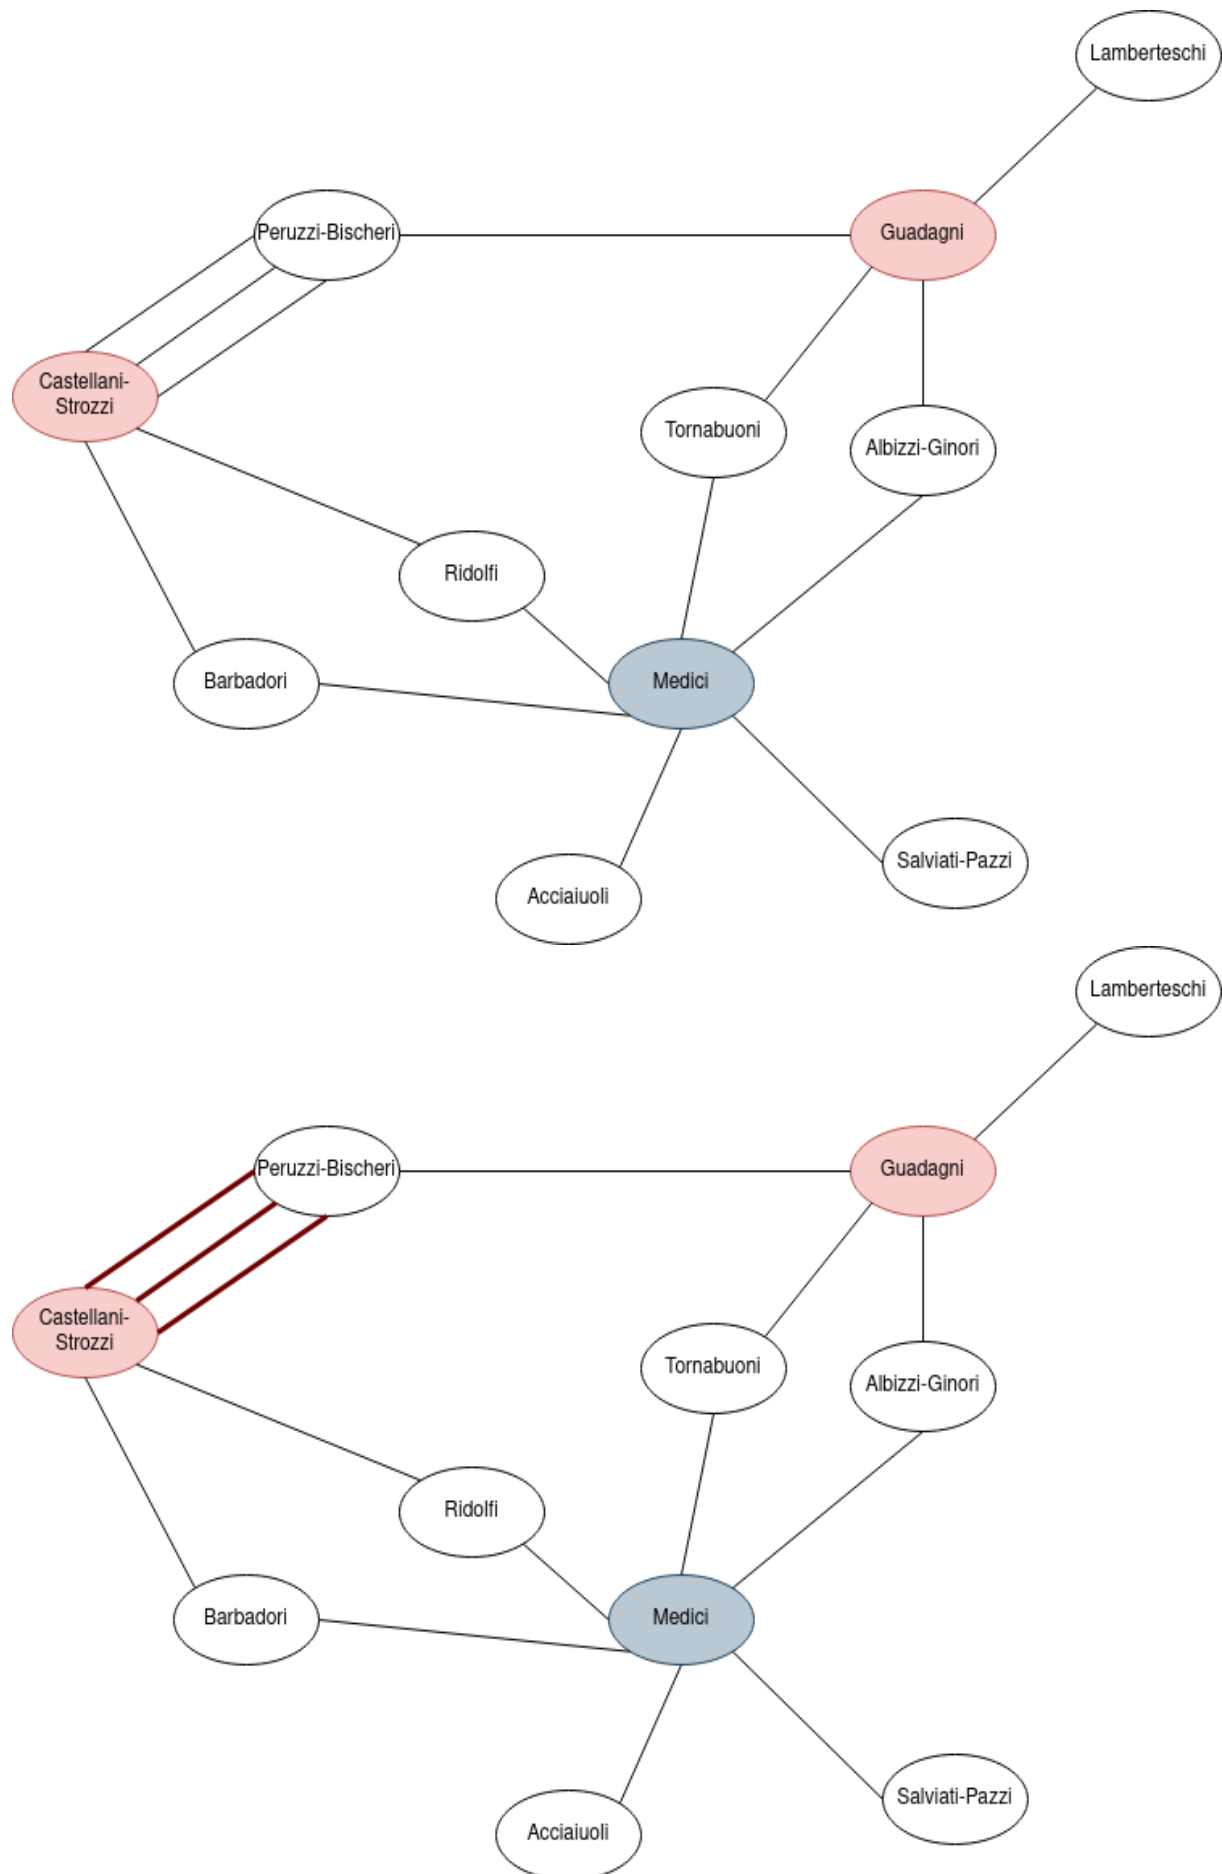 Lamberteschi
Peruzzi-Bischeri
Guadagni
Castellani-
Strozzi
Tornabuoni
Albizzi-Ginori
Ridolfi
Barbadori
Medici
Salviati-Pazzi
Acciaiuoli
Lamberteschi
Peruzzi-Bischeri
Guadagni
Castellani-
Strozzi
Tornabuoni
Albizzi-Ginori
Ridolfi
Barbadori
Medici
Salviati-Pazzi
Acciaiuoli